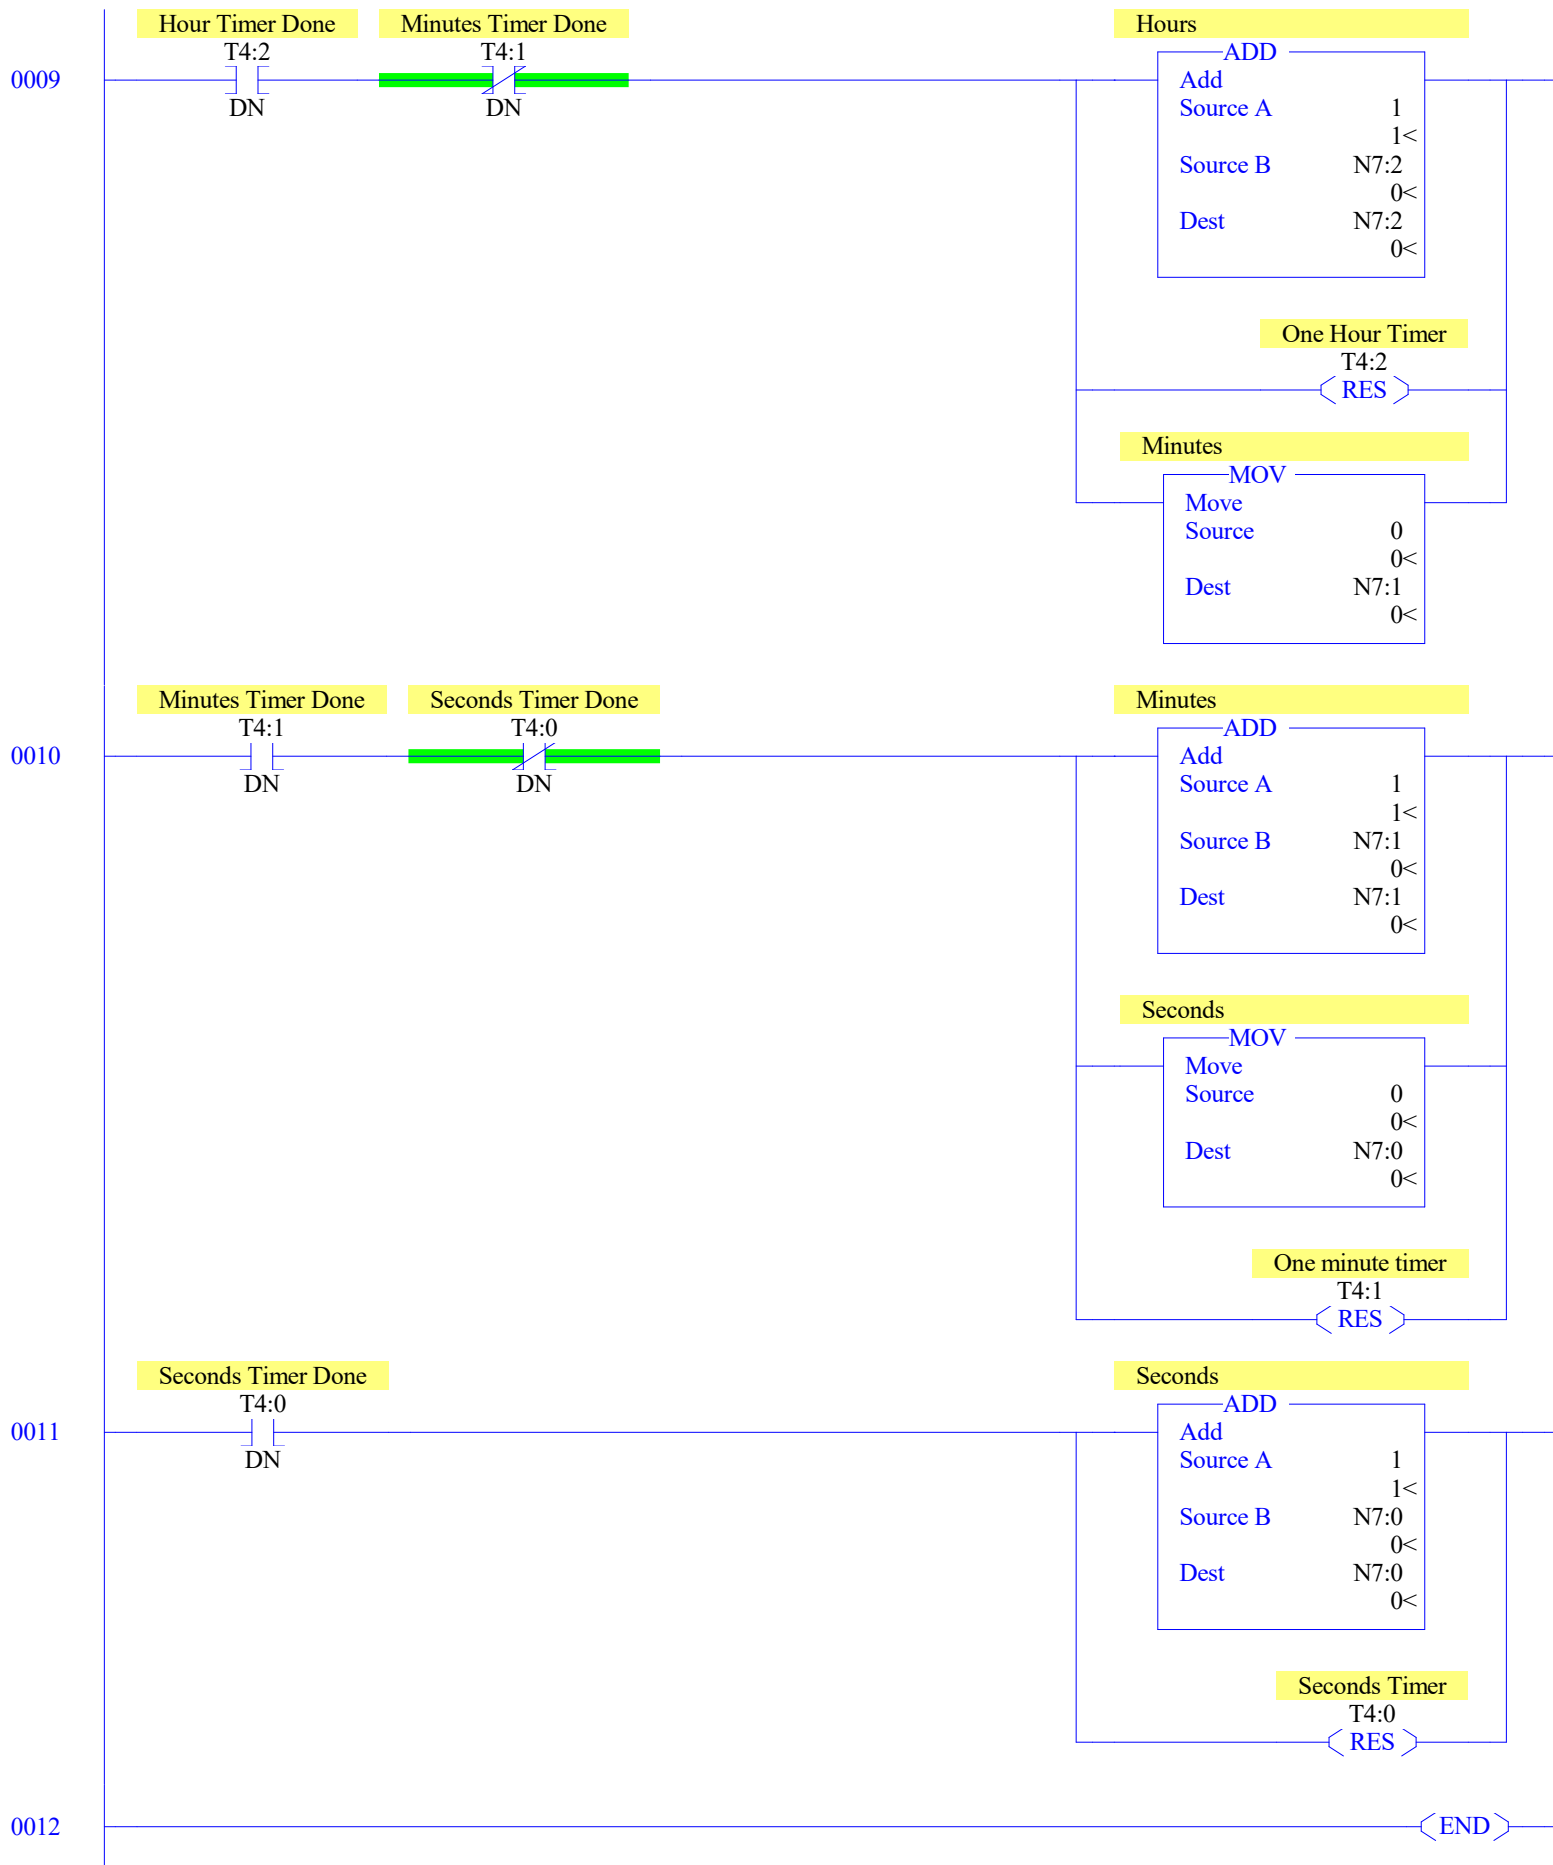 Hour Timer Done Minutes Timer Done Hours
T4:2 T4:1 ADD
0009 Add
DN DN Source A 1
1<
Source B N7:2
0<
Dest N7:2
0<
One Hour Timer
T4:2
RES
Minutes
MOV
Move
Source 0
0<
Dest N7:1
0<
Minutes Timer Done Seconds Timer Done Minutes
T4:1 T4:0 ADD
0010 Add
DN DN Source A 1
1<
Source B N7:1
0<
Dest N7:1
0<
Seconds
MOV
Move
Source 0
0<
Dest N7:0
0<
One minute timer
T4:1
RES
Seconds Timer Done Seconds
T4:0 ADD
0011 Add
DN Source A 1
1<
Source B N7:0
0<
Dest N7:0
0<
Seconds Timer
T4:0
RES
0012 END